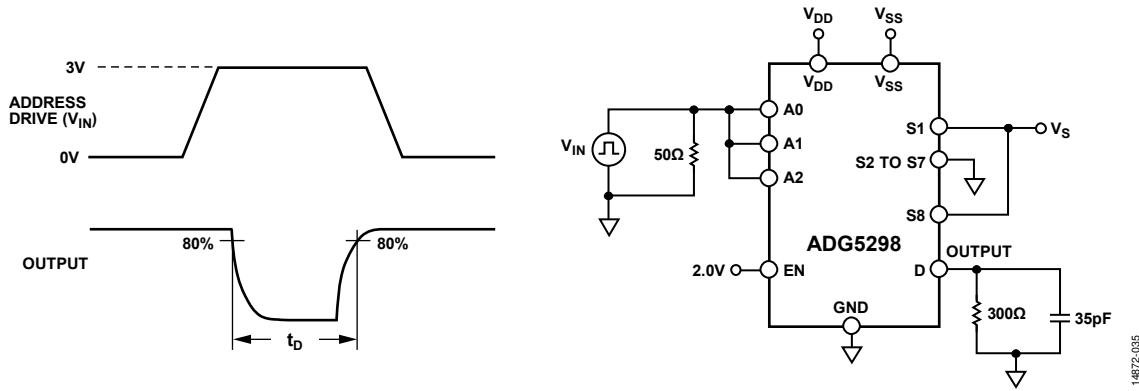 3V
ADDRESS
DRIVE (VIN)
0V
80%
80%
OUTPUT
tD
VDD
VSS
VDD
VSS
A0
A1
A2
VIN
50Ω
S1
VS
S2 TO S7
S8
ADG5298
OUTPUT
2.0V
EN
D
GND
300Ω
35pF
14872-035